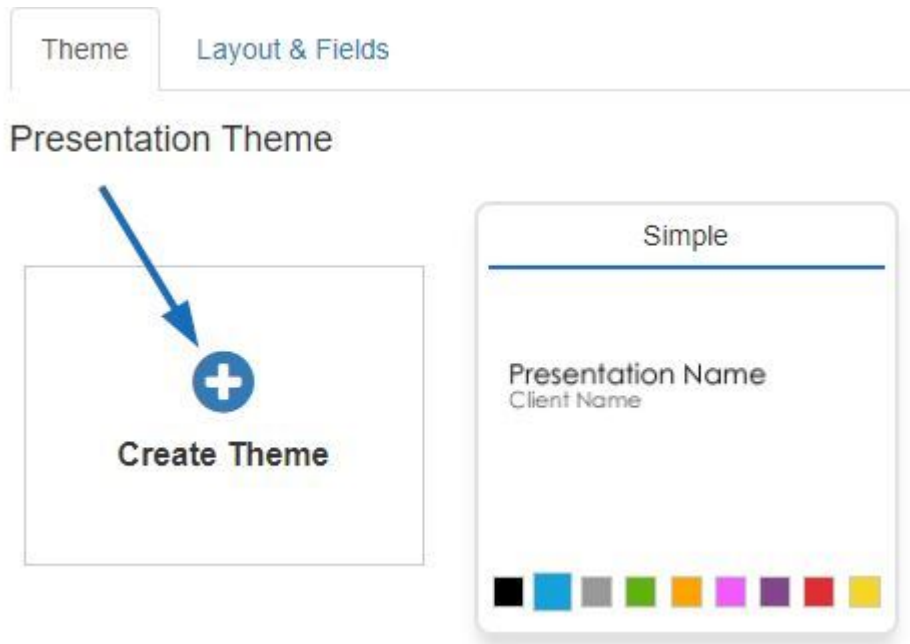 Theme
Layout & Fields
Presentation Theme
Create Theme
Simple
Presentation Name
Client Name